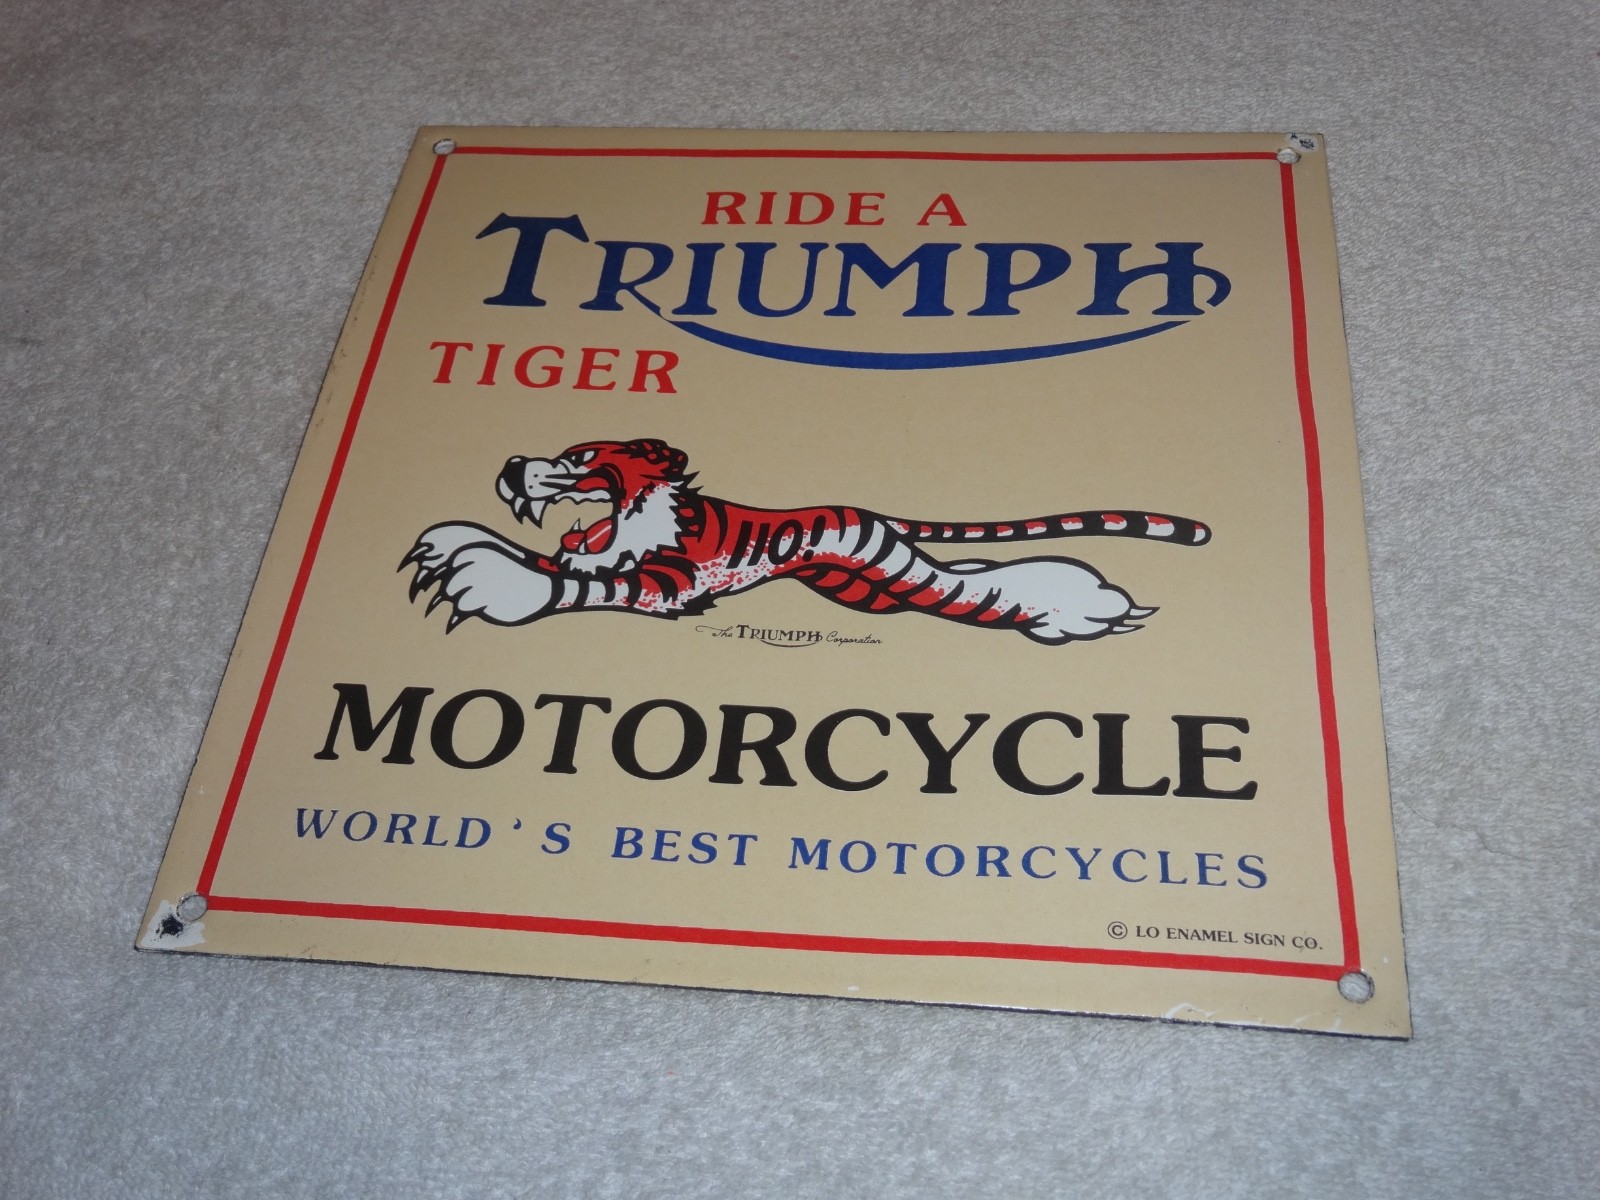 RIDE A
TRIUMPH
TIGER
110!
The TRIUMPH Corporation
MOTORCYCLE
WORLD'S BEST MOTORCYCLES
© LO ENAMEL SIGN CO.